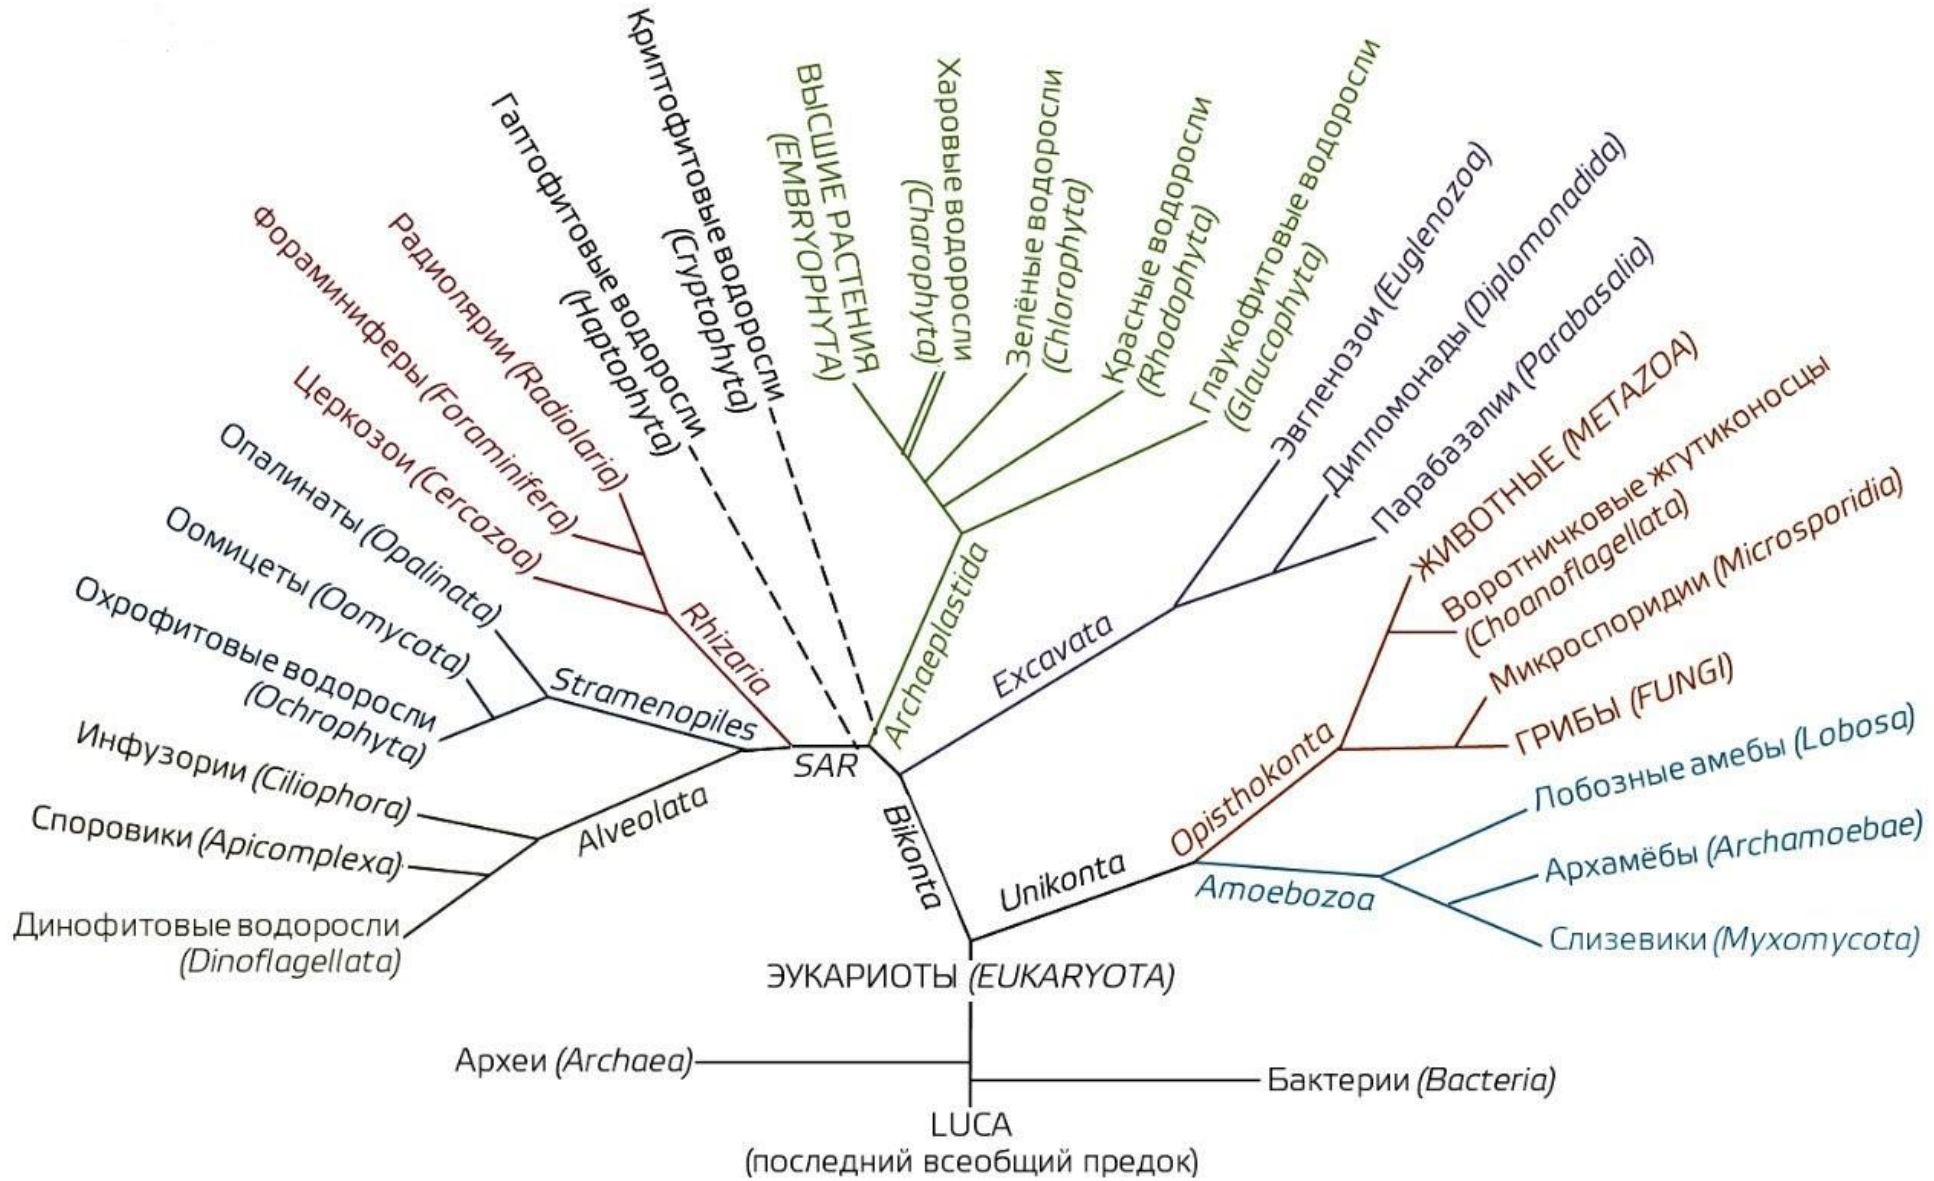 Криптофитовые водоросли
(Cryptophyta)
Гаптофитовые водоросли
(Haptophyta)
ВЫСШИЕ РАСТЕНИЯ
(EMBRYOPHYTA)
Харовые водоросли
(Charophyta)
Зелёные водоросли
(Chlorophyta)
Красные водоросли
(Rhodophyta)
Глаукофитовые водоросли
(Glaucophyta)
Эвгленозои (Euglenozoa)
Дипломонады (Diplomonadida)
Парабазалии (Parabasalia)
Радиолярии (Radiolaria)
Фораминиферы (Foraminifera)
Церкозои (Cercozoa)
Опалинаты (Opalinata)
Оомицеты (Oomycota)
Охрофитовые водоросли
(Ochrophyta)
Инфузории (Ciliophora)
Споровики (Apicomplexa)
Динофитовые водоросли
(Dinoflagellata)
Rhizaria
Stramenopiles
Alveolata
SAR
Archaeplastida
Excavata
Bikonta
Unikonta
Opisthokonta
Amoebozoa
ЖИВОТНЫЕ (METAZOA)
Воротничковые жгутиконосцы
(Choanoflagellata)
Микроспоридии (Microsporidia)
ГРИБЫ (FUNGI)
Лобозные амебы (Lobosa)
Архамёбы (Archamoebae)
Слизевики (Myxomycota)
ЭУКАРИОТЫ (EUKARYOTA)
Археи (Archaea)
Бактерии (Bacteria)
LUCA
(последний всеобщий предок)